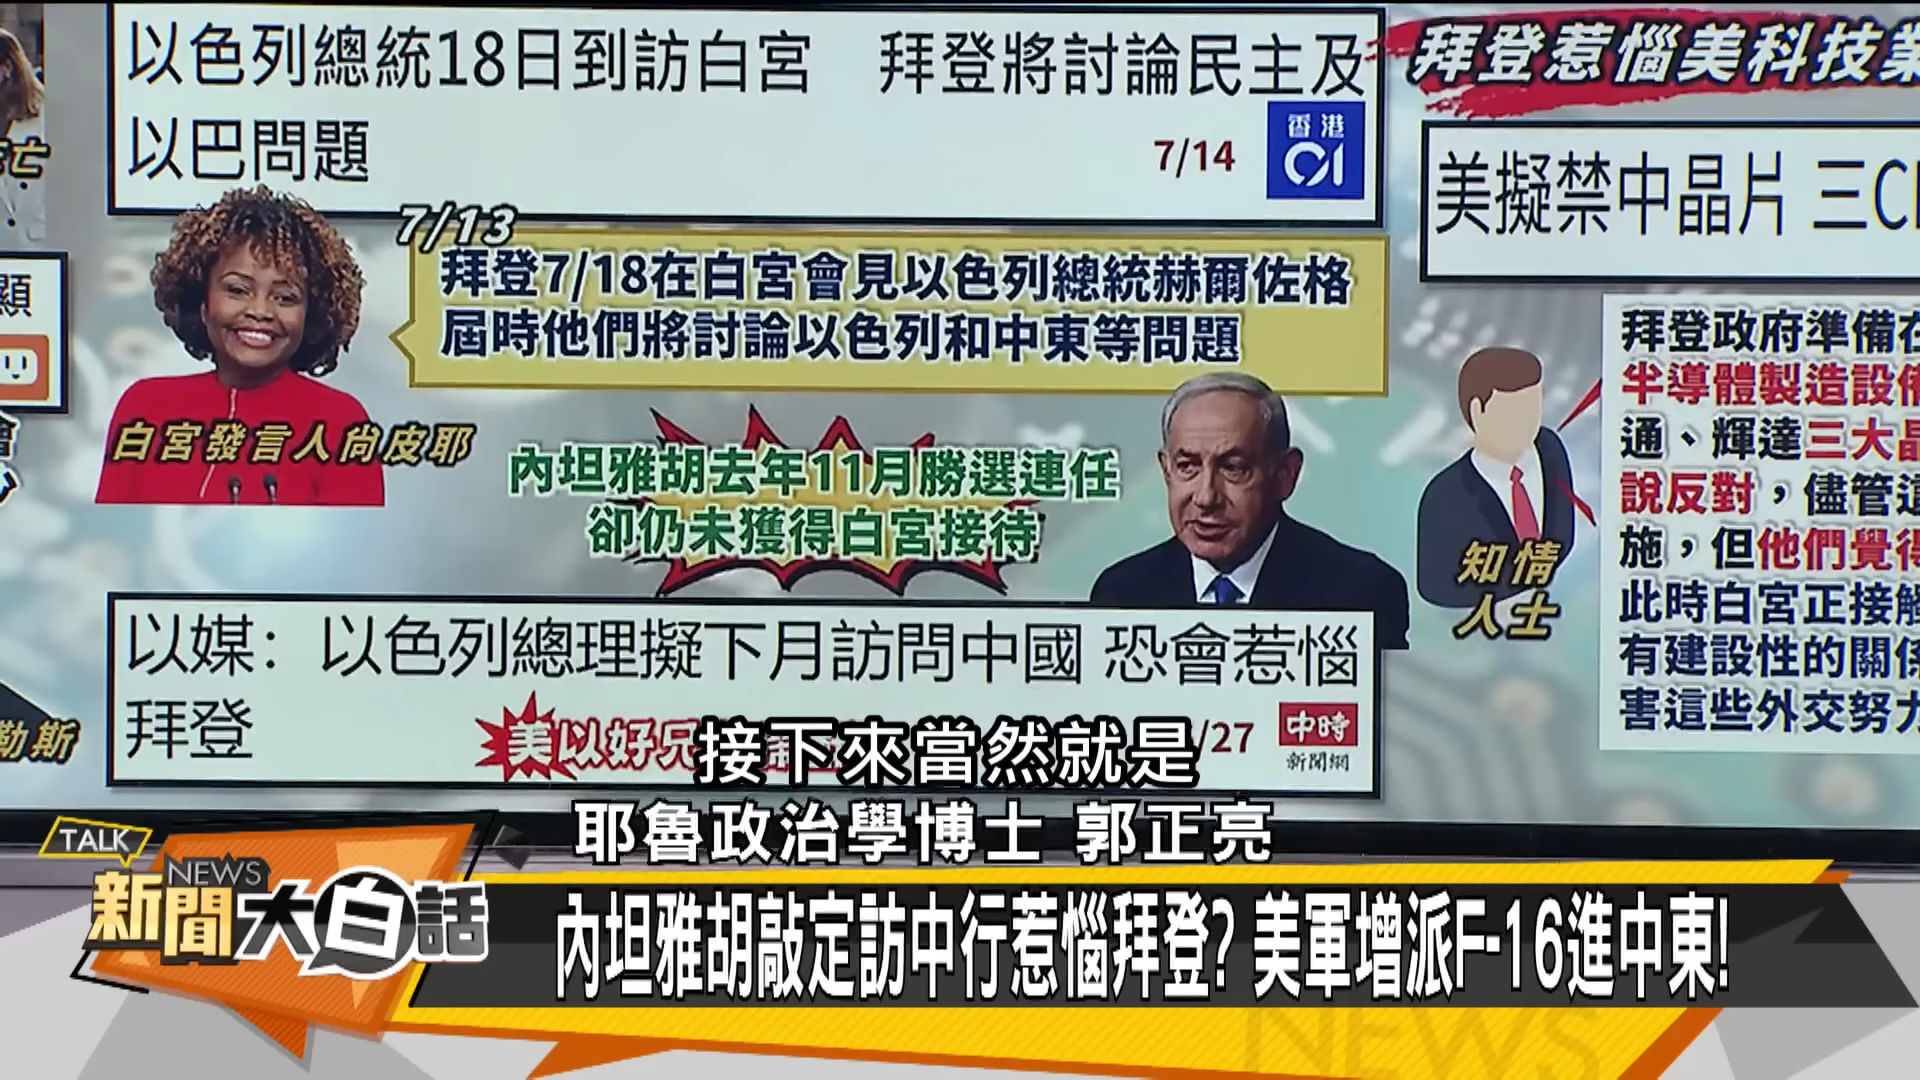 以色列總統18日到訪白宮 拜登將討論民主及
以巴問題
7/14
香港
01
7/13
拜登7/18在白宮會見以色列總統赫爾佐格
屆時他們將討論以色列和中東等問題
白宮發言人尚皮耶
內坦雅胡去年11月勝選連任
卻仍未獲得白宮接待
以媒：以色列總理擬下月訪問中國 恐會惹惱
拜登
美以好兄
/27
中時
新聞網
拜登惹惱美科技業
美擬禁中晶片 三C
拜登政府準備在
半導體製造設備
通、輝達三大晶
說反對，儘管這
施，但他們覺得
此時白宮正接觸
有建設性的關係
害這些外交努力
知情
人士
死亡
顯
會
勒斯
接下來當然就是
耶魯政治學博士 郭正亮
TALK
NEWS
新聞大白話
內坦雅胡敲定訪中行惹惱拜登? 美軍增派F-16進中東!
NEWS